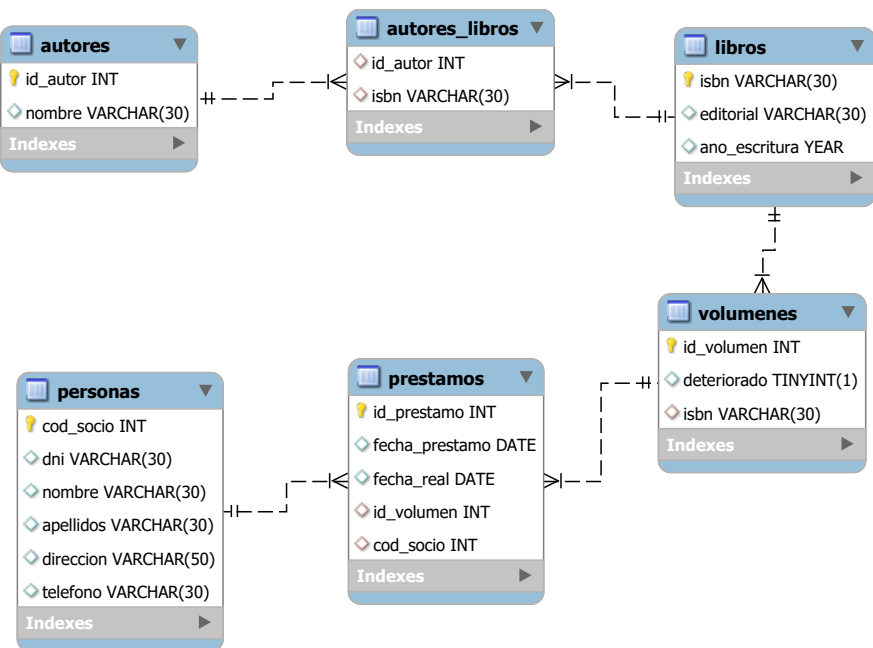 autores
id_autor INT
nombre VARCHAR(30)
Indexes
autores_libros
id_autor INT
isbn VARCHAR(30)
Indexes
libros
isbn VARCHAR(30)
editorial VARCHAR(30)
ano_escritura YEAR
Indexes
volumenes
id_volumen INT
deteriorado TINYINT(1)
isbn VARCHAR(30)
Indexes
personas
cod_socio INT
dni VARCHAR(30)
nombre VARCHAR(30)
apellidos VARCHAR(30)
direccion VARCHAR(50)
telefono VARCHAR(30)
Indexes
prestamos
id_prestamo INT
fecha_prestamo DATE
fecha_real DATE
id_volumen INT
cod_socio INT
Indexes